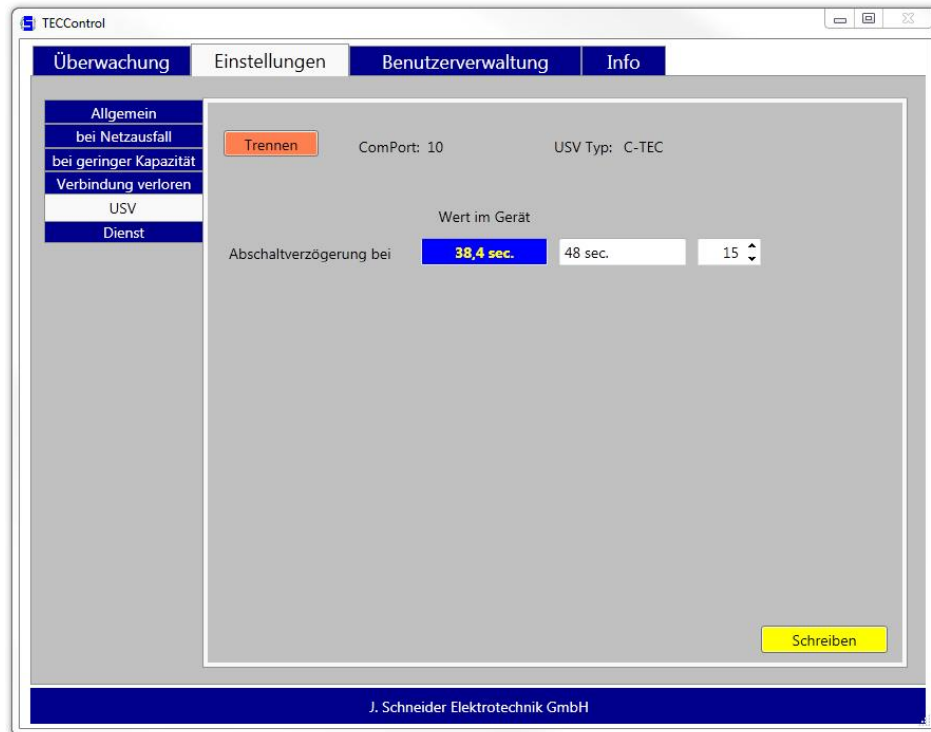 TECControl
Überwachung Einstellungen Benutzerverwaltung Info
Allgemein
bei Netzausfall
bei geringer Kapazität
Verbindung verloren
USV
Dienst
Trennen ComPort: 10 USV Typ: C-TEC
Wert im Gerät
Abschaltverzögerung bei 38,4 sec. 48 sec. 15
Schreiben
J. Schneider Elektrotechnik GmbH